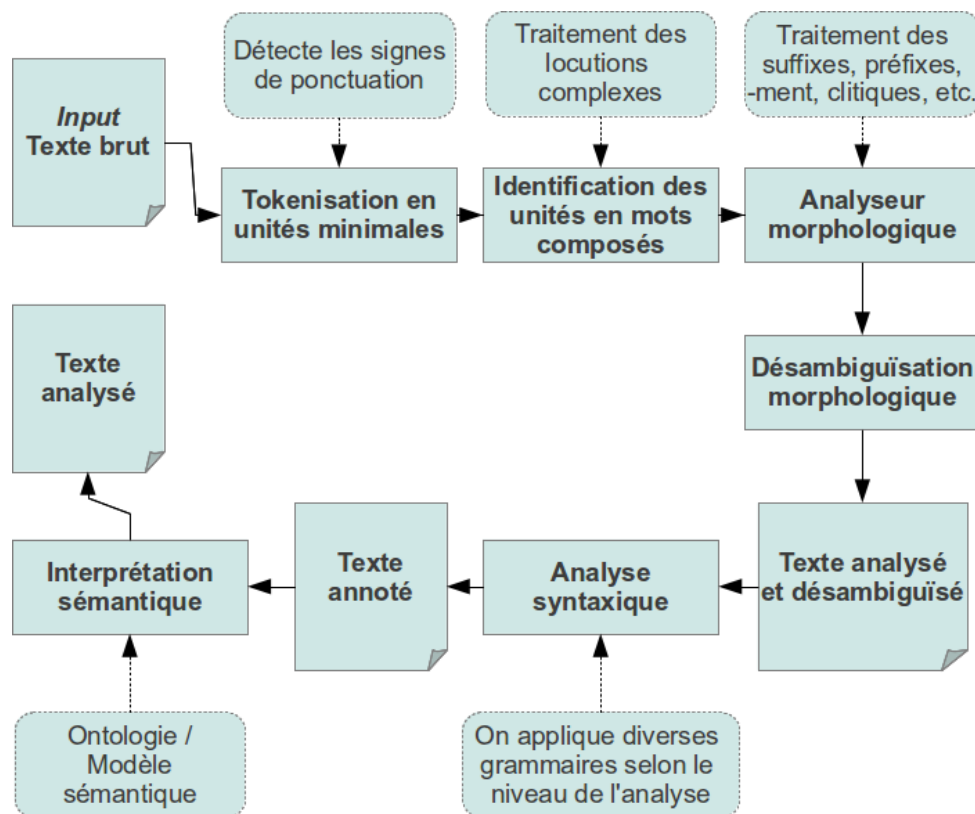 Détecte les signes
de ponctuation
Traitement des
locutions
complexes
Traitement des
suffixes, préfixes,
-ment, clitiques, etc.
Input
Texte brut
Tokenisation en
unités minimales
Identification des
unités en mots
composés
Analyseur
morphologique
Désambiguïsation
morphologique
Texte analysé
et désambiguïsé
Analyse
syntaxique
On applique diverses
grammaires selon le
niveau de l'analyse
Texte
annoté
Interprétation
sémantique
Ontologie /
Modèle
sémantique
Texte
analysé